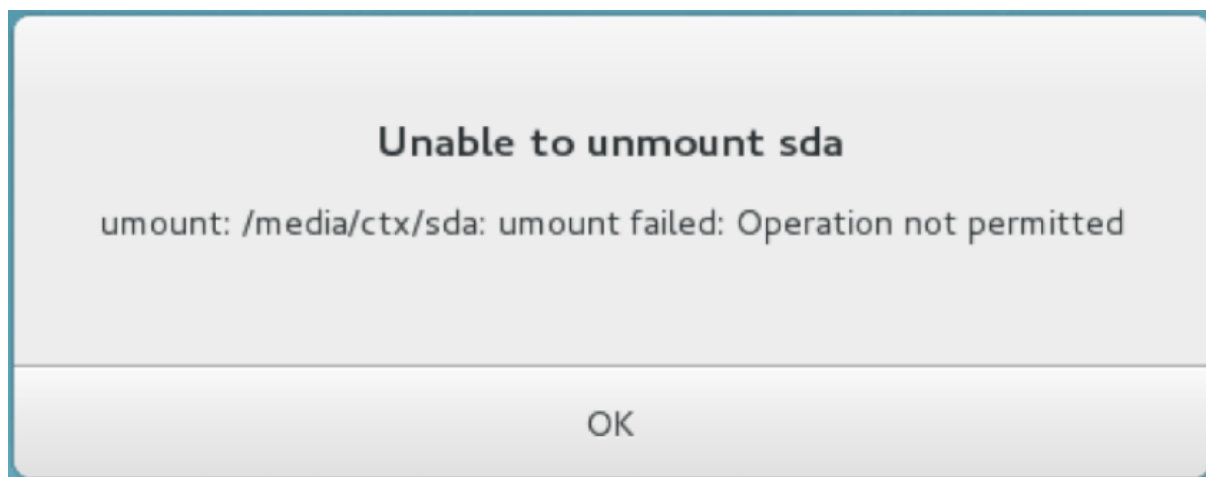 Unable to unmount sda
umount: /media/ctx/sda: umount failed: Operation not permitted
OK